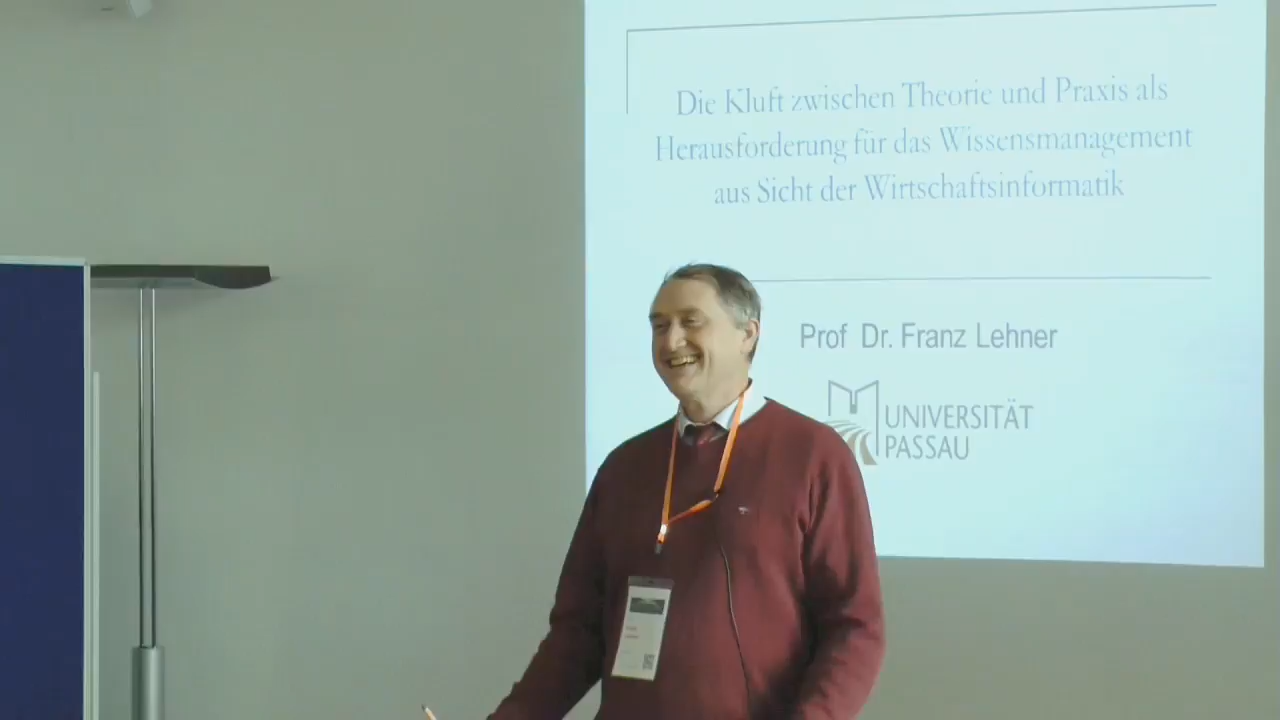 Die Kluft zwischen Theorie und Praxis als
Herausforderung für das Wissensmanagement
aus Sicht der Wirtschaftsinformatik
Prof Dr. Franz Lehner
UNIVERSITÄT
PASSAU